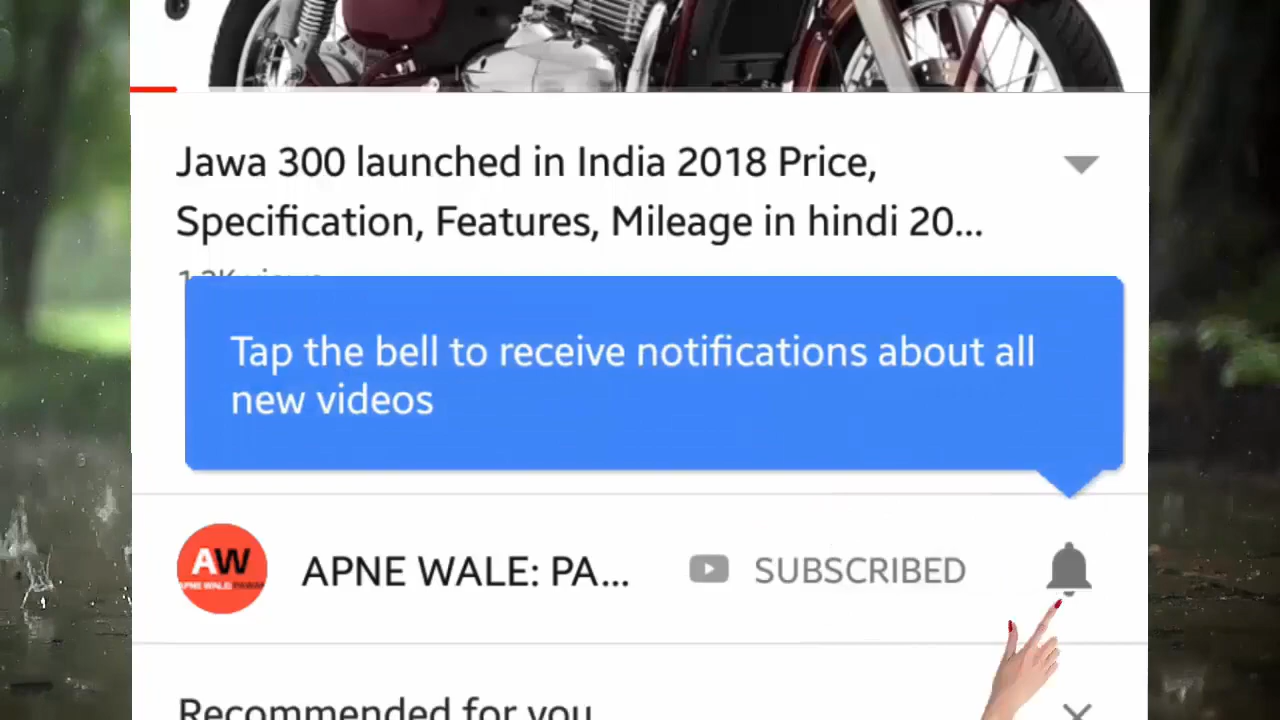 Jawa 300 launched in India 2018 Price,
Specification, Features, Mileage in hindi 20...
Tap the bell to receive notifications about all
new videos
AW
APNE WALE: PA...
SUBSCRIBED
Recommended for you